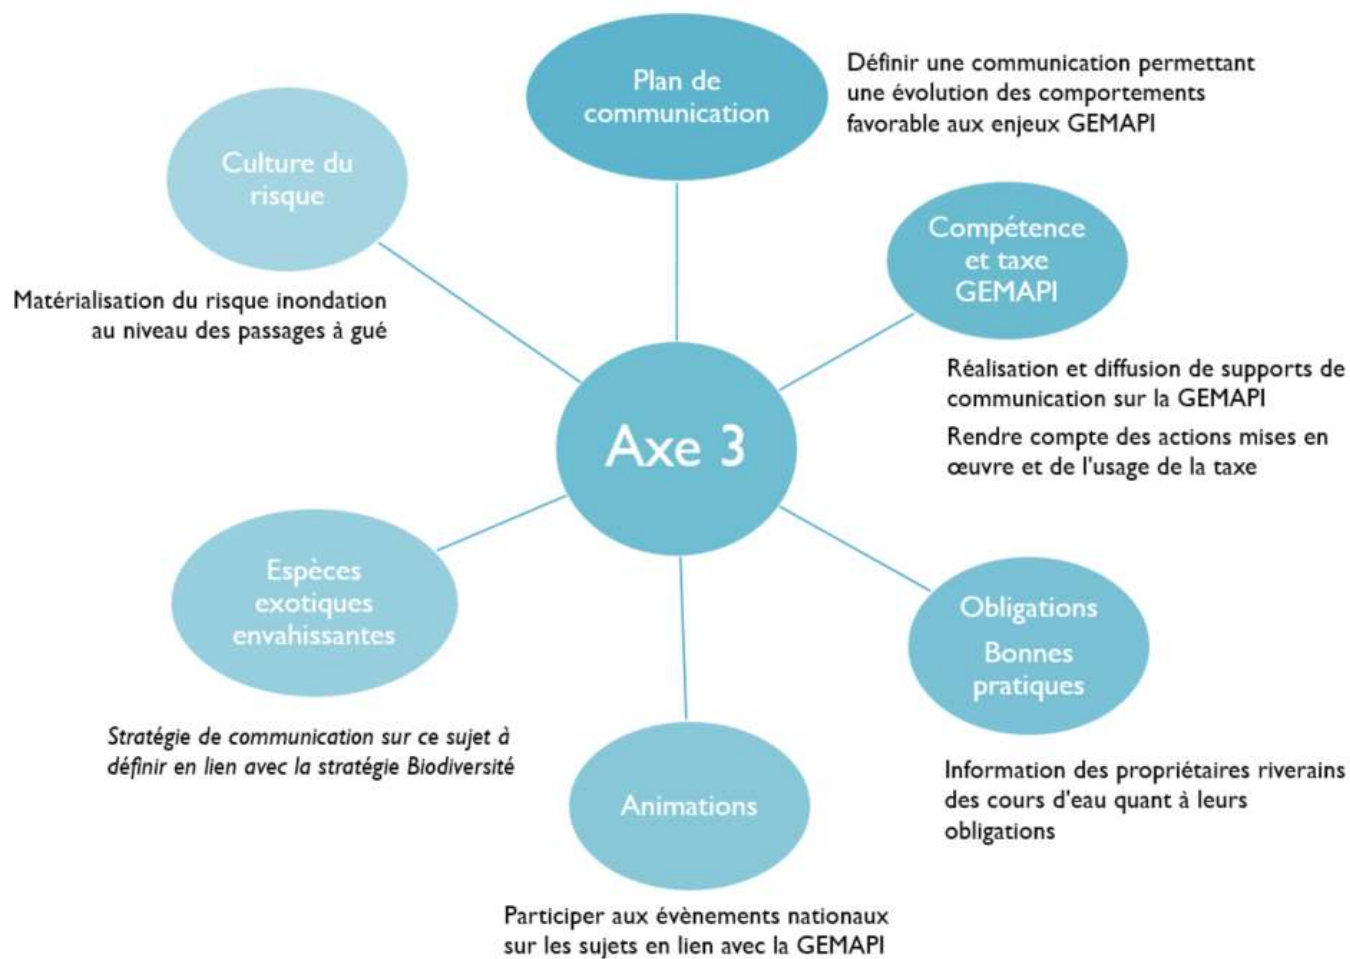 Plan de
communication
Définir une communication permettant
une évolution des comportements
favorable aux enjeux GEMAPI
Compétence
et taxe
GEMAPI
Réalisation et diffusion de supports de
communication sur la GEMAPI
Rendre compte des actions mises en
œuvre et de l'usage de la taxe
Obligations
Bonnes
pratiques
Information des propriétaires riverains
des cours d'eau quant à leurs
obligations
Animations
Participer aux évènements nationaux
sur les sujets en lien avec la GEMAPI
Espèces
exotiques
envahissantes
Stratégie de communication sur ce sujet à
définir en lien avec la stratégie Biodiversité
Culture du
risque
Matérialisation du risque inondation
au niveau des passages à gué
Axe 3